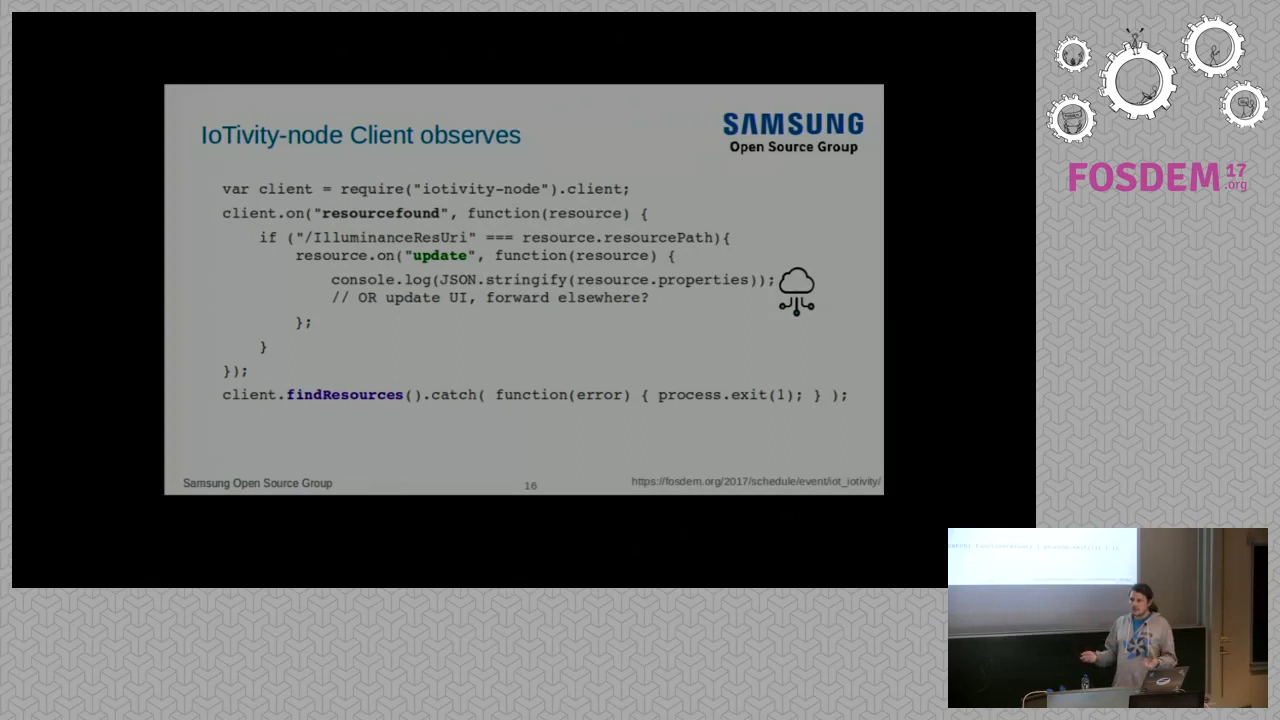 IoTivity-node Client observes
SAMSUNG
Open Source Group
var client = require("iotivity-node").client;
client.on("resourcefound", function(resource) {
if ("/IlluminanceResUri" === resource.resourcePath){
resource.on("update", function(resource) {
console.log(JSON.stringify(resource.properties));
// OR update UI, forward elsewhere?
};
}
});
client.findResources().catch( function(error) { process.exit(1); } );
Samsung Open Source Group
16
https://fosdem.org/2017/schedule/event/iot_iotivity/
FOSDEM 17
.org